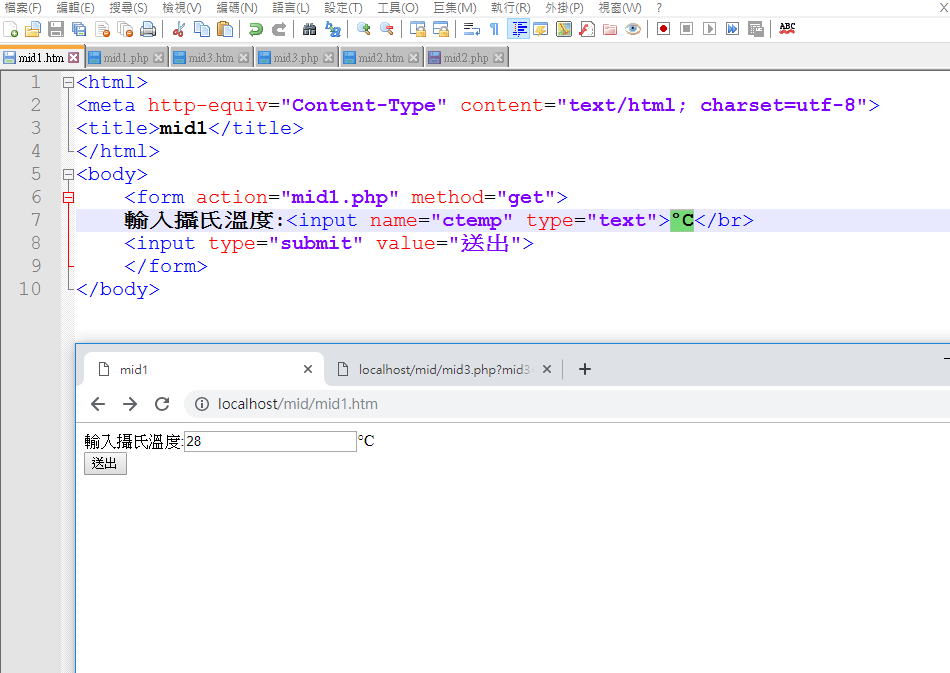 檔案(F) 編輯(E) 搜尋(S) 檢視(V) 編碼(N) 語言(L) 設定(T) 工具(O) 巨集(M) 執行(R) 外掛(P) 視窗(W) ? X
ABC
mid1.htm mid1.php mid3.htm mid3.php mid2.htm mid2.php
1 <html>
2 <meta http-equiv="Content-Type" content="text/html; charset=utf-8">
3 <title>mid1</title>
4 </html>
5 <body>
6 <form action="mid1.php" method="get">
7 輸入攝氏溫度:<input name="ctemp" type="text">°C</br>
8 <input type="submit" value="送出">
9 </form>
10 </body>
mid1 localhost/mid/mid3.php?mid3
localhost/mid/mid1.htm
輸入攝氏溫度:28°C
送出